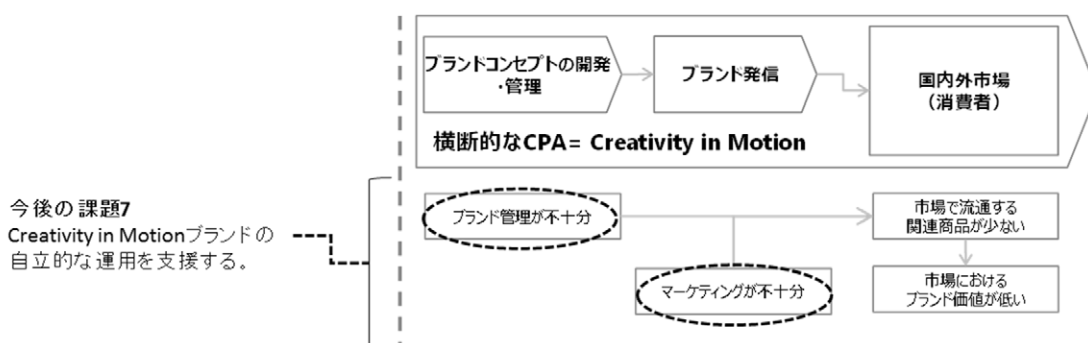 ブランドコンセプトの開発
・管理
ブランド発信
国内外市場
（消費者）
横断的なCPA= Creativity in Motion
今後の課題7
Creativity in Motionブランドの
自立的な運用を支援する。
ブランド管理が不十分
マーケティングが不十分
市場で流通する
関連商品が少ない
市場における
ブランド価値が低い